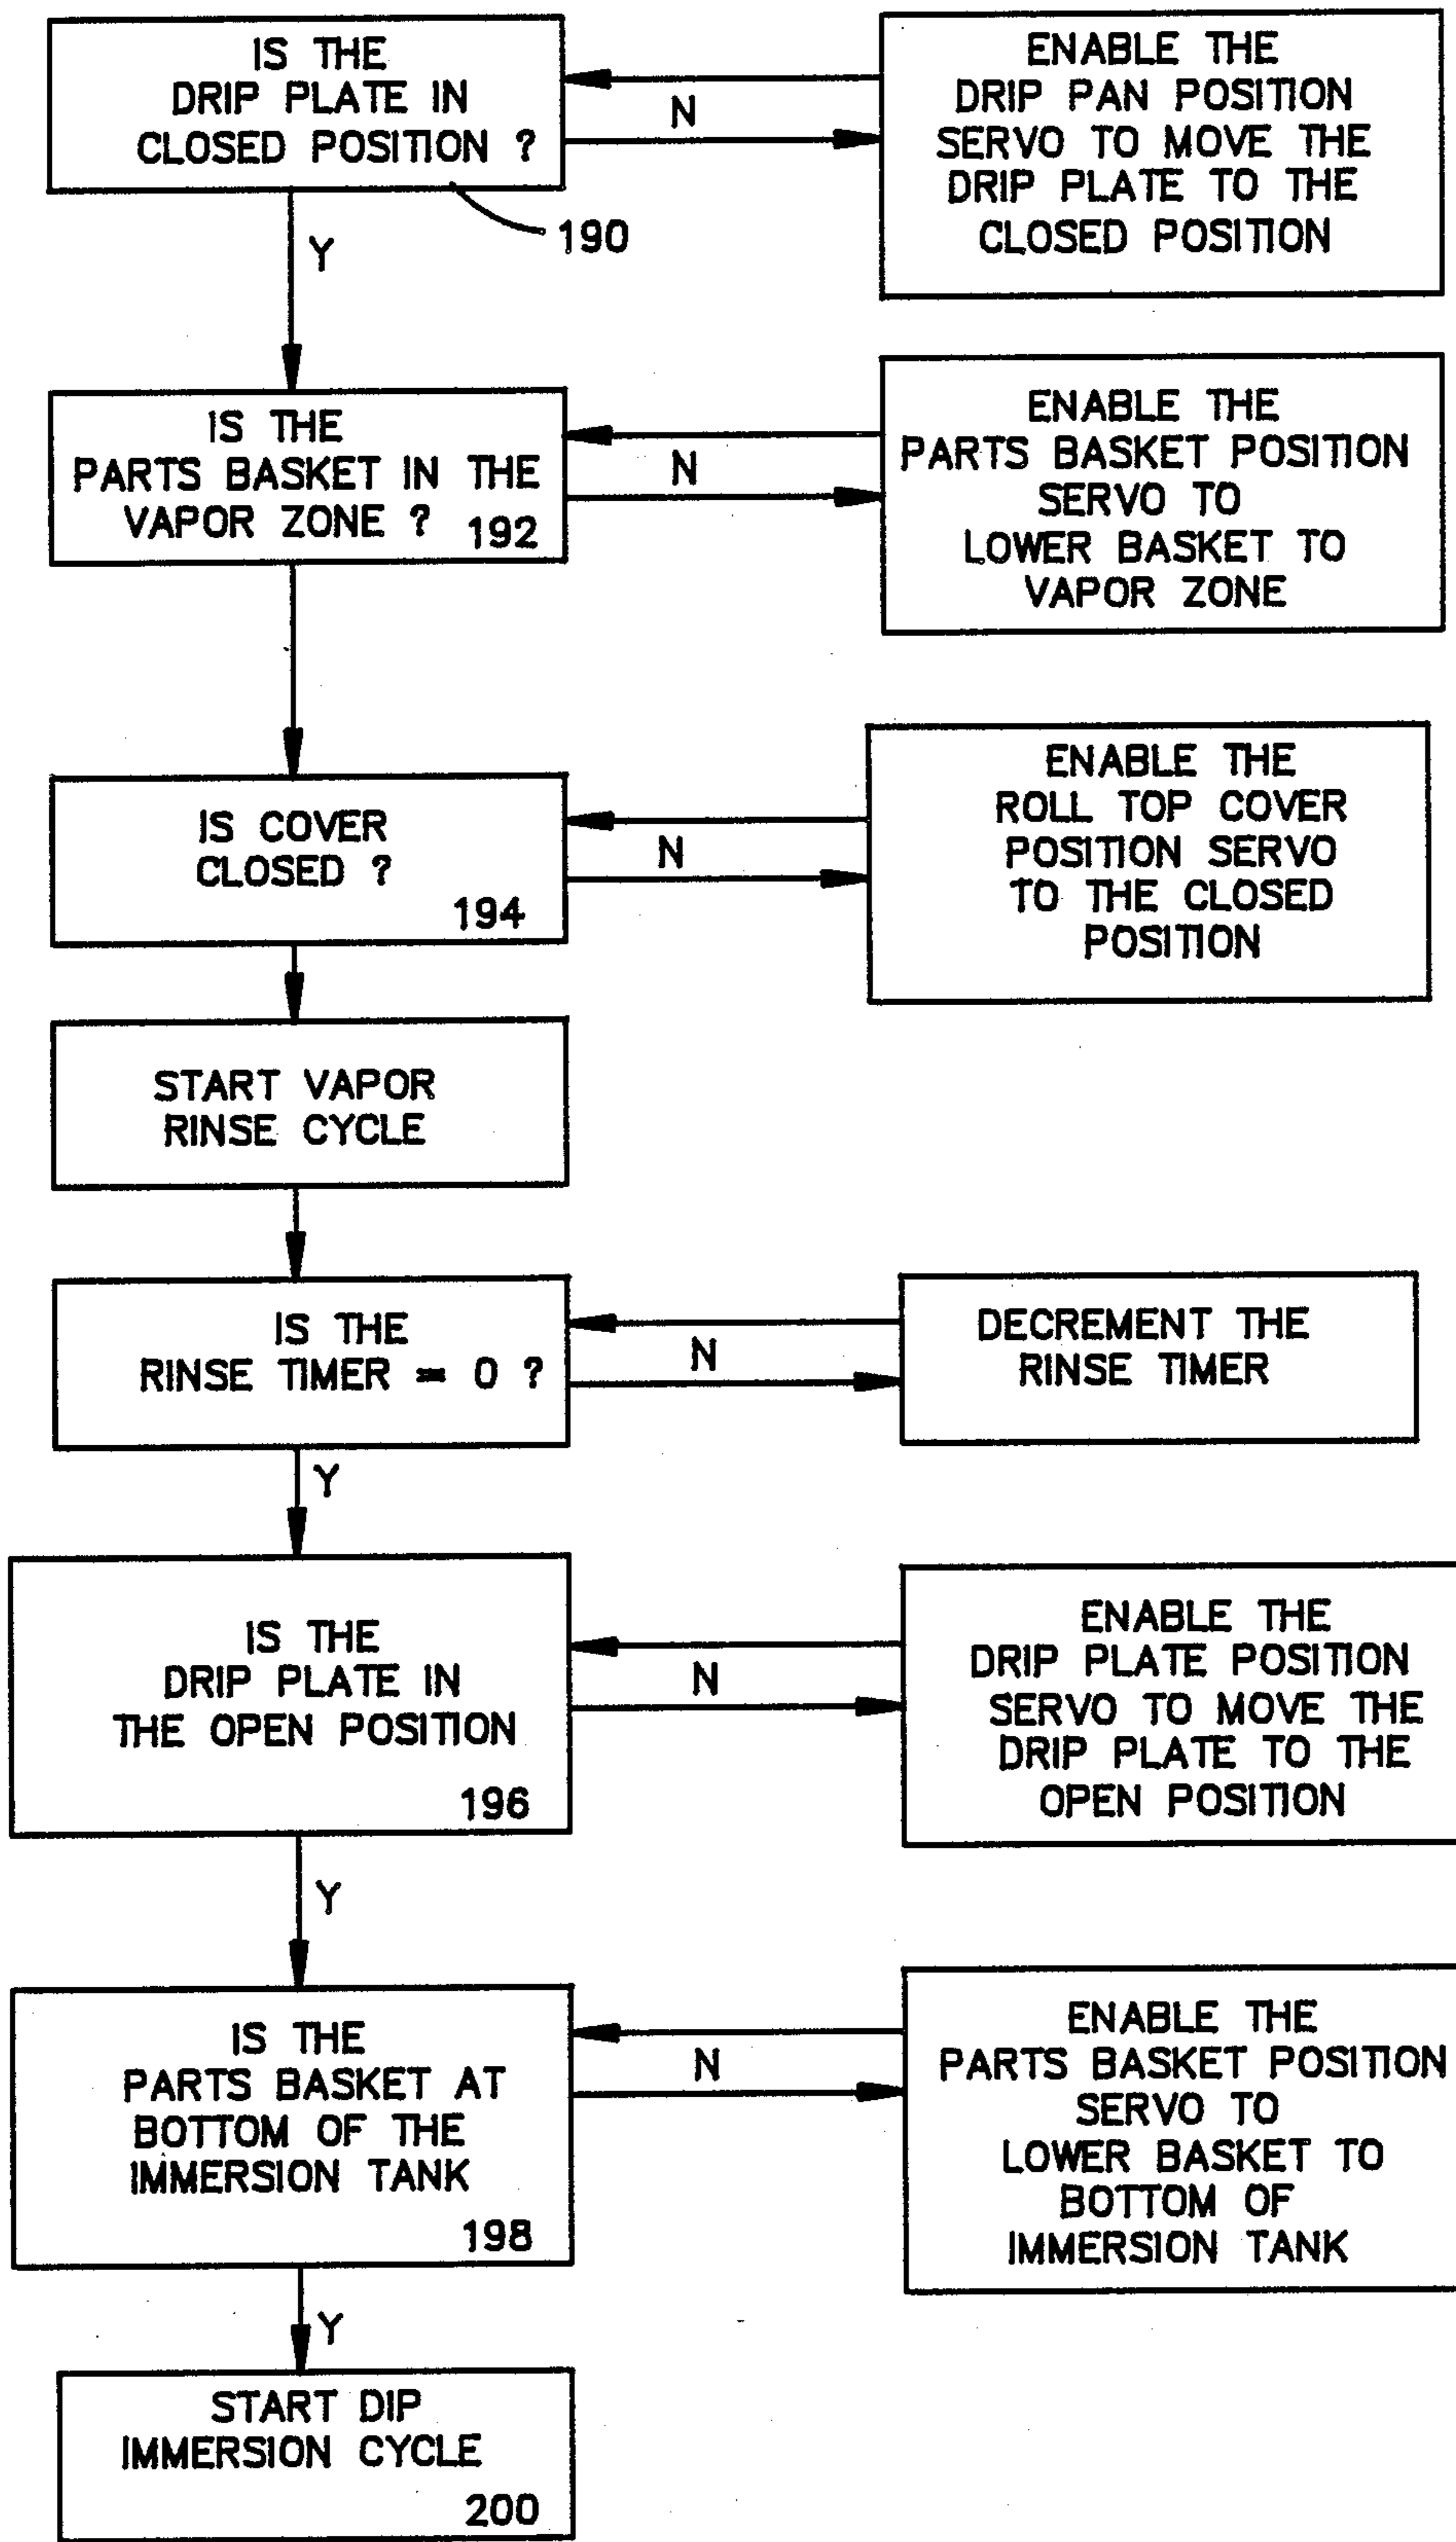 IS THE
DRIP PLATE IN
CLOSED POSITION ?
190
ENABLE THE
DRIP PAN POSITION
SERVO TO MOVE THE
DRIP PLATE TO THE
CLOSED POSITION
N
Y
IS THE
PARTS BASKET IN THE
VAPOR ZONE ? 192
ENABLE THE
PARTS BASKET POSITION
SERVO TO
LOWER BASKET TO
VAPOR ZONE
N
IS COVER
CLOSED ?
194
ENABLE THE
ROLL TOP COVER
POSITION SERVO
TO THE CLOSED
POSITION
N
START VAPOR
RINSE CYCLE
IS THE
RINSE TIMER = 0 ?
DECREMENT THE
RINSE TIMER
N
Y
IS THE
DRIP PLATE IN
THE OPEN POSITION
196
ENABLE THE
DRIP PLATE POSITION
SERVO TO MOVE THE
DRIP PLATE TO THE
OPEN POSITION
N
Y
IS THE
PARTS BASKET AT
BOTTOM OF THE
IMMERSION TANK
198
ENABLE THE
PARTS BASKET POSITION
SERVO TO
LOWER BASKET TO
BOTTOM OF
IMMERSION TANK
N
Y
START DIP
IMMERSION CYCLE
200